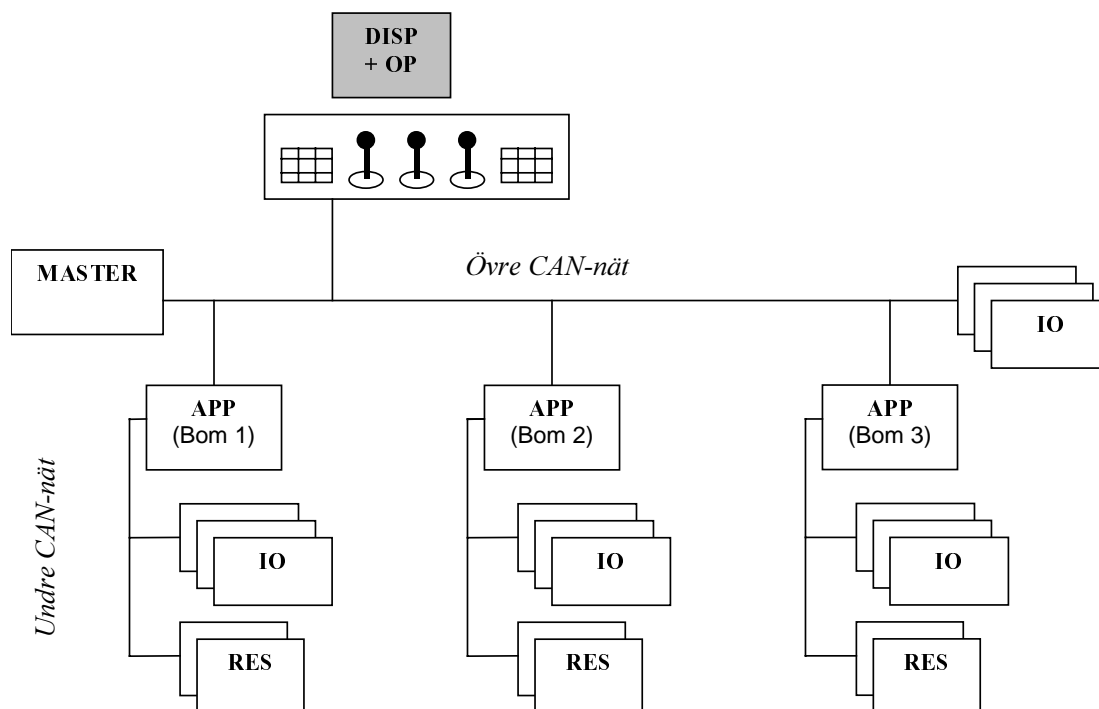 DISP
+ OP
Övre CAN-nät
MASTER
IO
APP
(Bom 1)
APP
(Bom 2)
APP
(Bom 3)
Undre CAN-nät
IO
IO
IO
RES
RES
RES